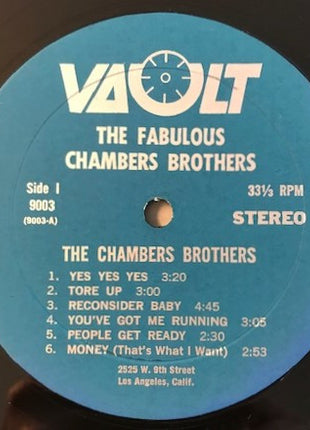 VAULT
THE FABULOUS
CHAMBERS BROTHERS
Side I
9003
(9003-A)
33⅓ RPM
STEREO
THE CHAMBERS BROTHERS
1. YES YES YES 3:20
2. TORE UP 3:00
3. RECONSIDER BABY 4:45
4. YOU'VE GOT ME RUNNING 3:05
5. PEOPLE GET READY 2:30
6. MONEY (That's What I Want) 2:53
2525 W. 9th Street
Los Angeles, Calif.